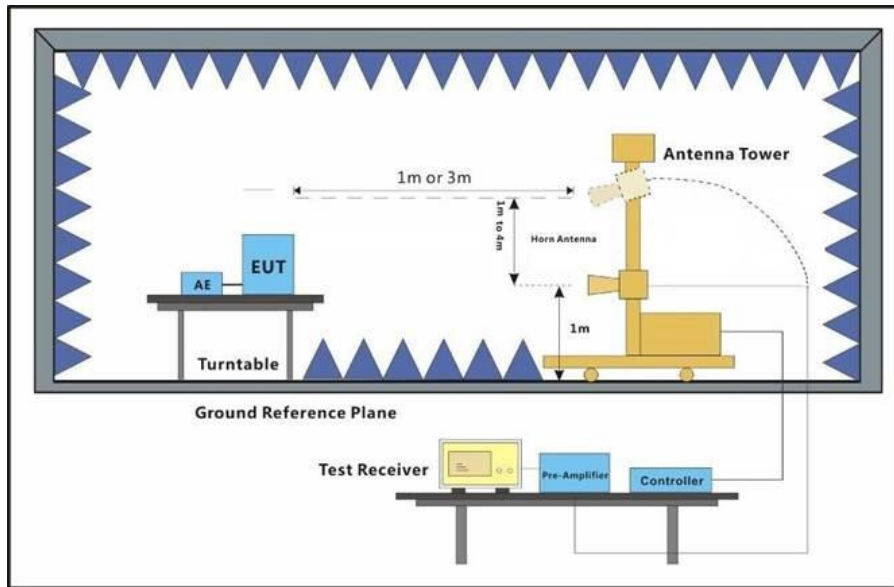 Antenna Tower
1m or 3m
1m to 4m
Horn Antenna
EUT
AE
1m
Turntable
Ground Reference Plane
Test Receiver
Pre-Amplifier
Controller